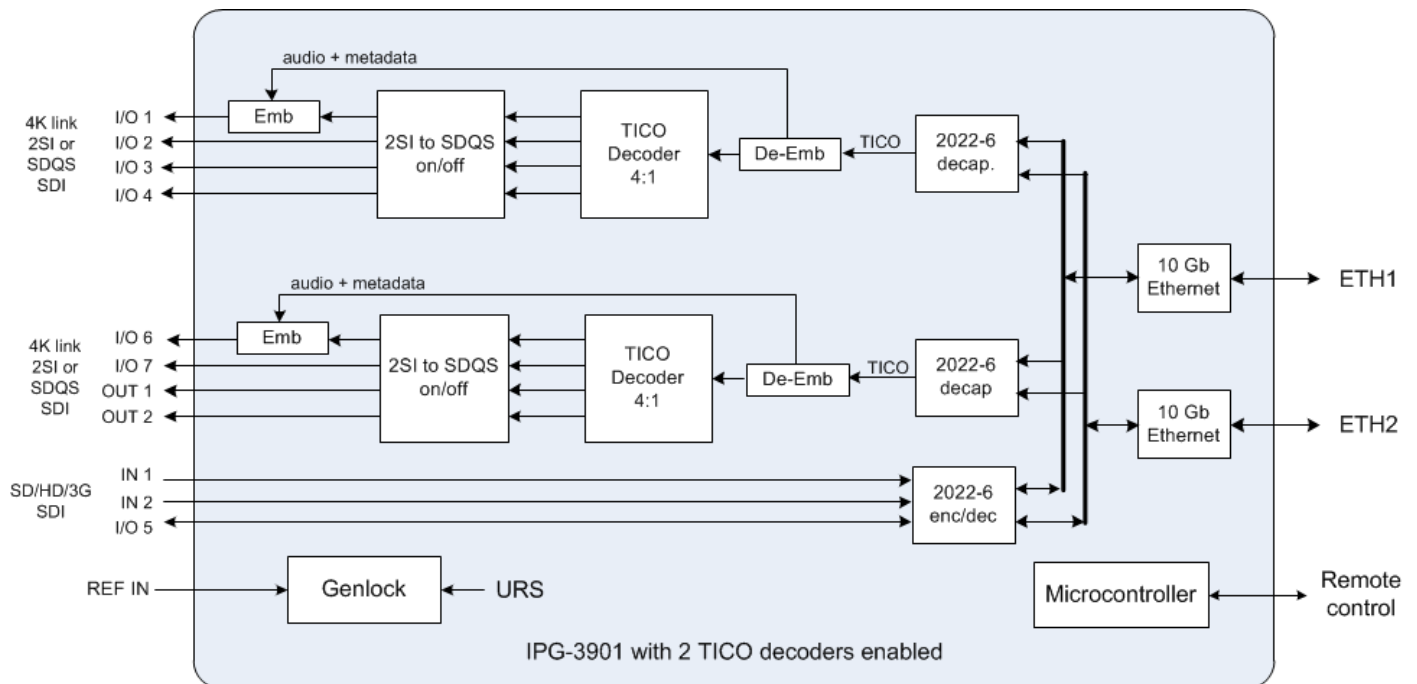 audio + metadata
4K link
2SI or
SDQS
SDI
I/O 1
I/O 2
I/O 3
I/O 4
Emb
2SI to SDQS
on/off
TICO
Decoder
4:1
De-Emb
TICO
2022-6
decap.
10 Gb
Ethernet
ETH1
audio + metadata
4K link
2SI or
SDQS
SDI
I/O 6
I/O 7
OUT 1
OUT 2
Emb
2SI to SDQS
on/off
TICO
Decoder
4:1
De-Emb
TICO
2022-6
decap
10 Gb
Ethernet
ETH2
SD/HD/3G
SDI
IN 1
IN 2
I/O 5
2022-6
enc/dec
REF IN
Genlock
URS
Microcontroller
Remote
control
IPG-3901 with 2 TICO decoders enabled